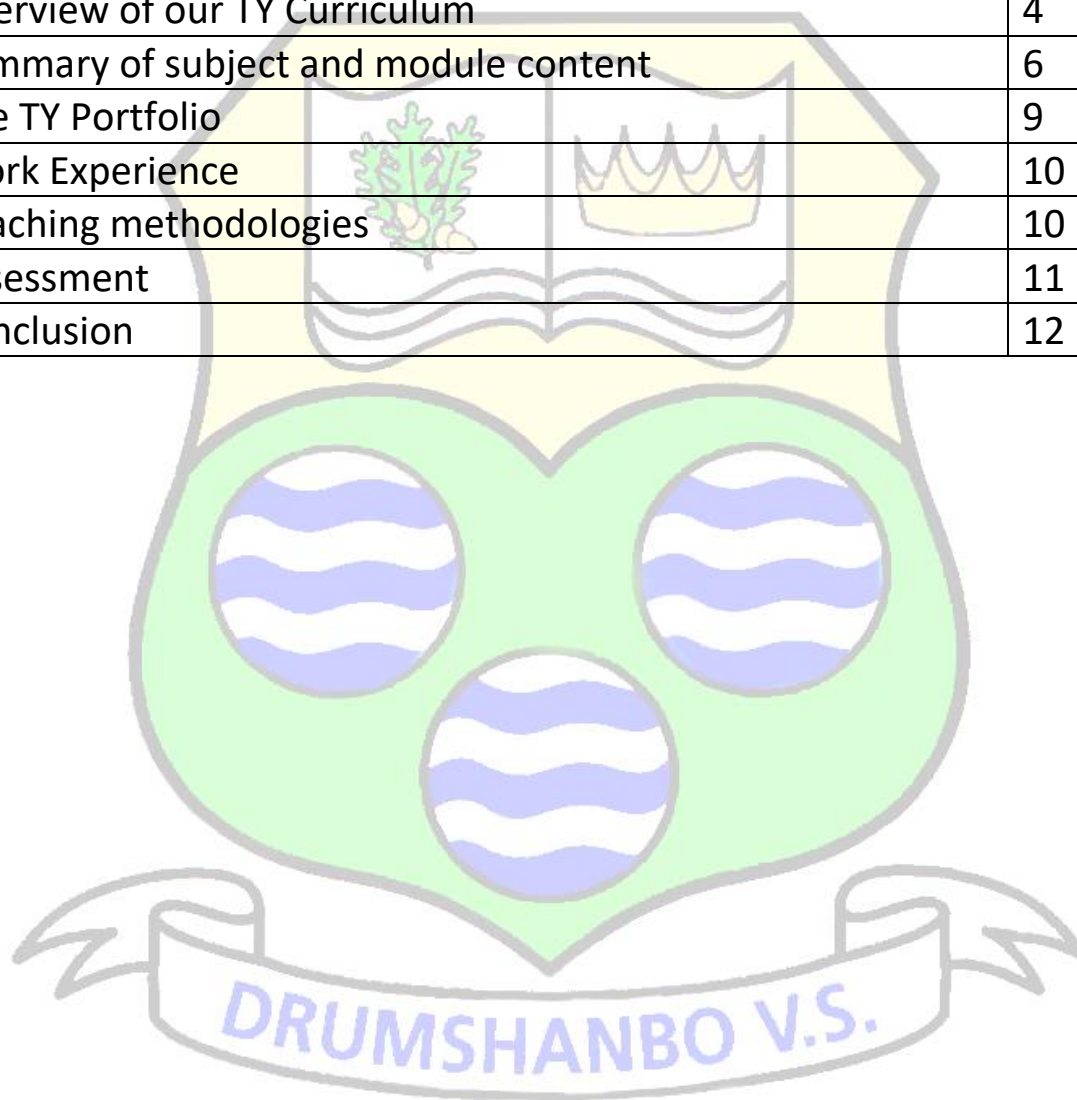 erview of our TY Curriculum 4
mmary of subject and module content 6
e TY Portfolio 9
ork Experience 10
aching methodologies 10
sessment 11
nclusion 12
DRUMSHANBO V.S.